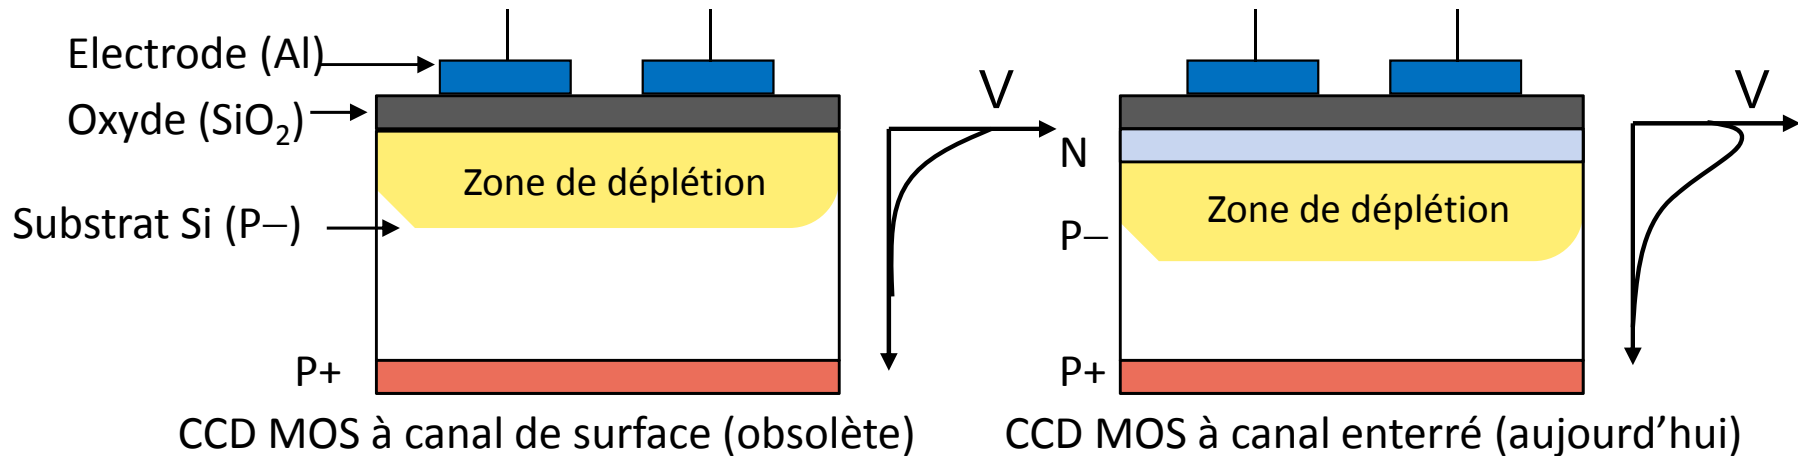 Electrode (Al)
Oxyde (SiO₂)
Zone de déplétion
Substrat Si (P−)
P+
V
CCD MOS à canal de surface (obsolète)
N
Zone de déplétion
P−
P+
V
CCD MOS à canal enterré (aujourd’hui)